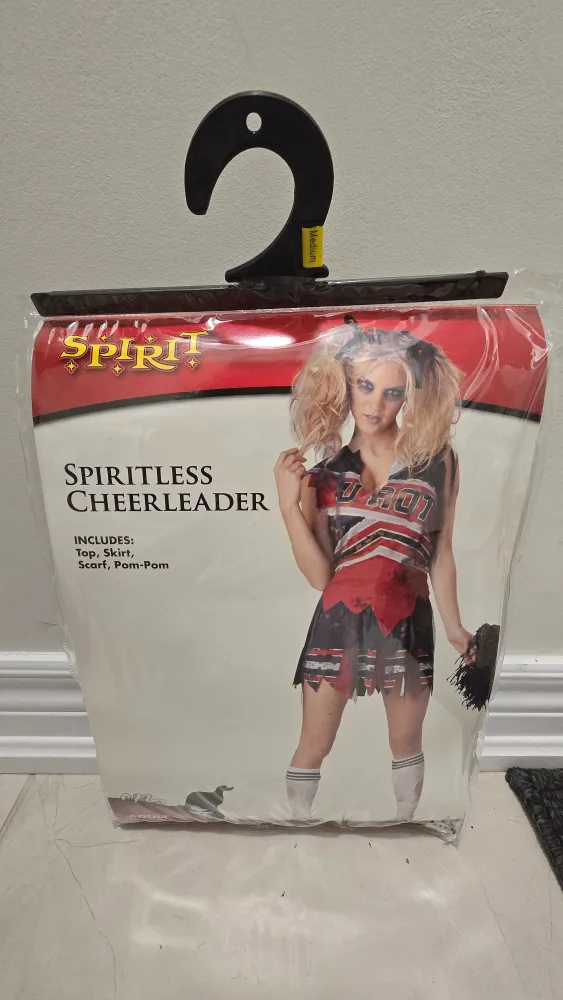 Medium
SPIRIT
SPIRITLESS
CHEERLEADER
INCLUDES:
Top, Skirt,
Scarf, Pom-Pom
U ROT